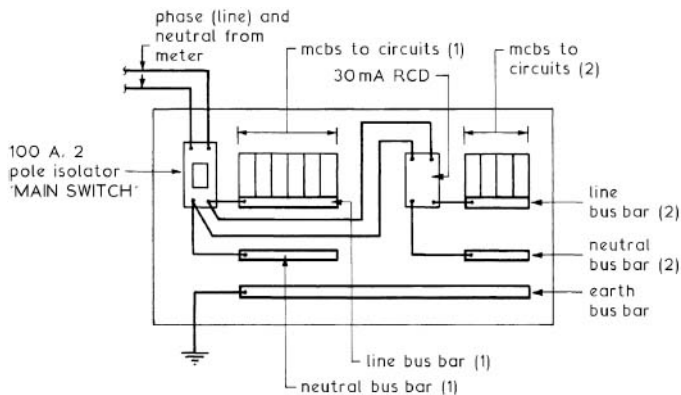 phase (line) and
neutral from
meter
mcbs to circuits (1)
30mA RCD
mcbs to
circuits (2)
100 A. 2
pole isolator
'MAIN SWITCH'
line
bus bar (2)
neutral
bus bar (2)
earth
bus bar
line bus bar (1)
neutral bus bar (1)